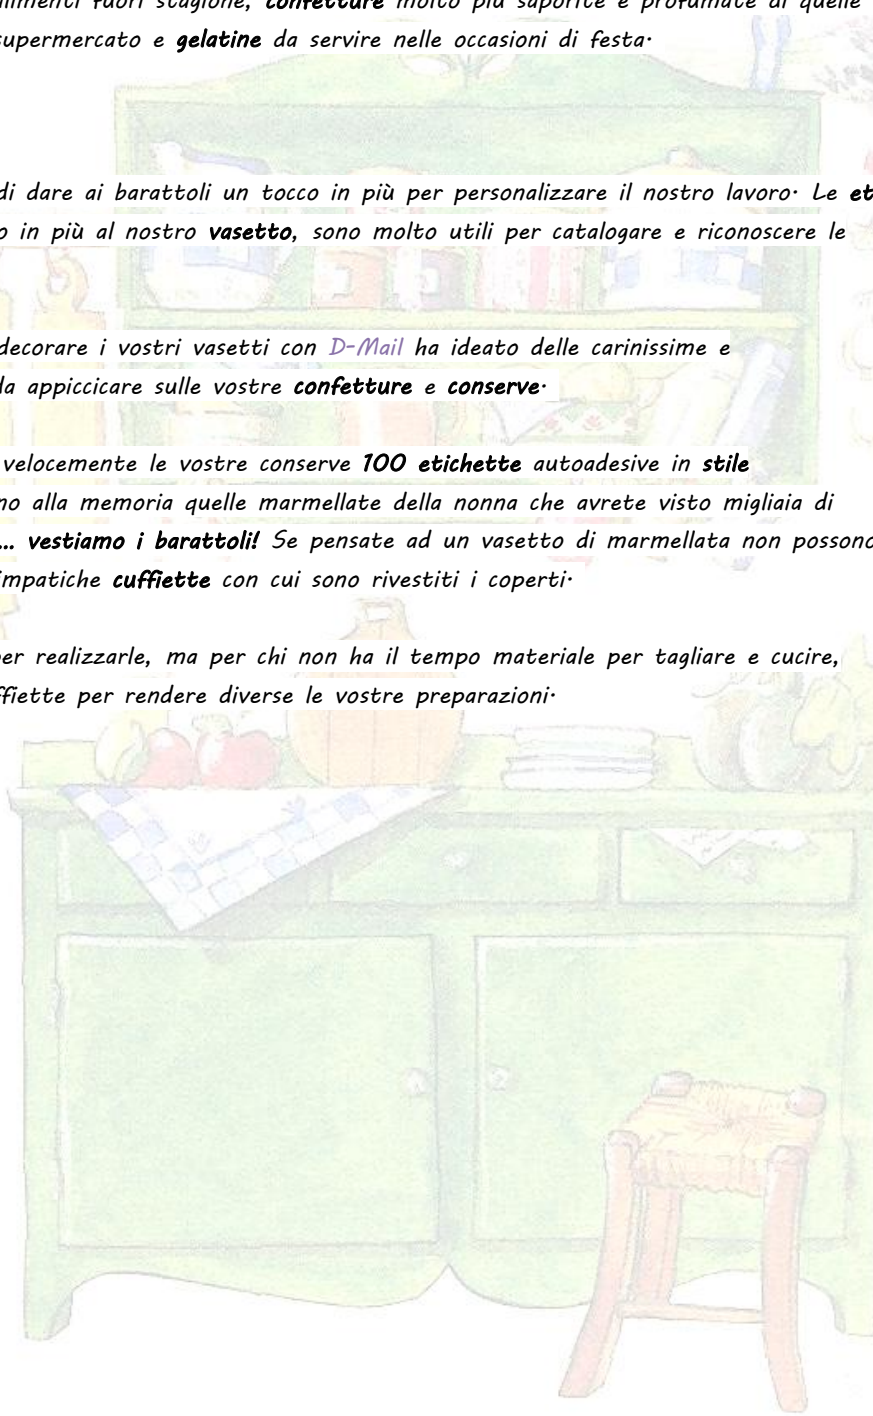 alimenti fuori stagione, confetture molto più saporite e profumate di quelle
supermercato e gelatine da servire nelle occasioni di festa.
di dare ai barattoli un tocco in più per personalizzare il nostro lavoro. Le et
o in più al nostro vasetto, sono molto utili per catalogare e riconoscere le
decorare i vostri vasetti con D-Mail ha ideato delle carinissime e
da appiccicare sulle vostre confetture e conserve.
velocemente le vostre conserve 100 etichette autoadesive in stile
no alla memoria quelle marmellate della nonna che avrete visto migliaia di
... vestiamo i barattoli! Se pensate ad un vasetto di marmellata non possono
impatiche cuffiette con cui sono rivestiti i coperti.
per realizzarle, ma per chi non ha il tempo materiale per tagliare e cucire,
ffiette per rendere diverse le vostre preparazioni.